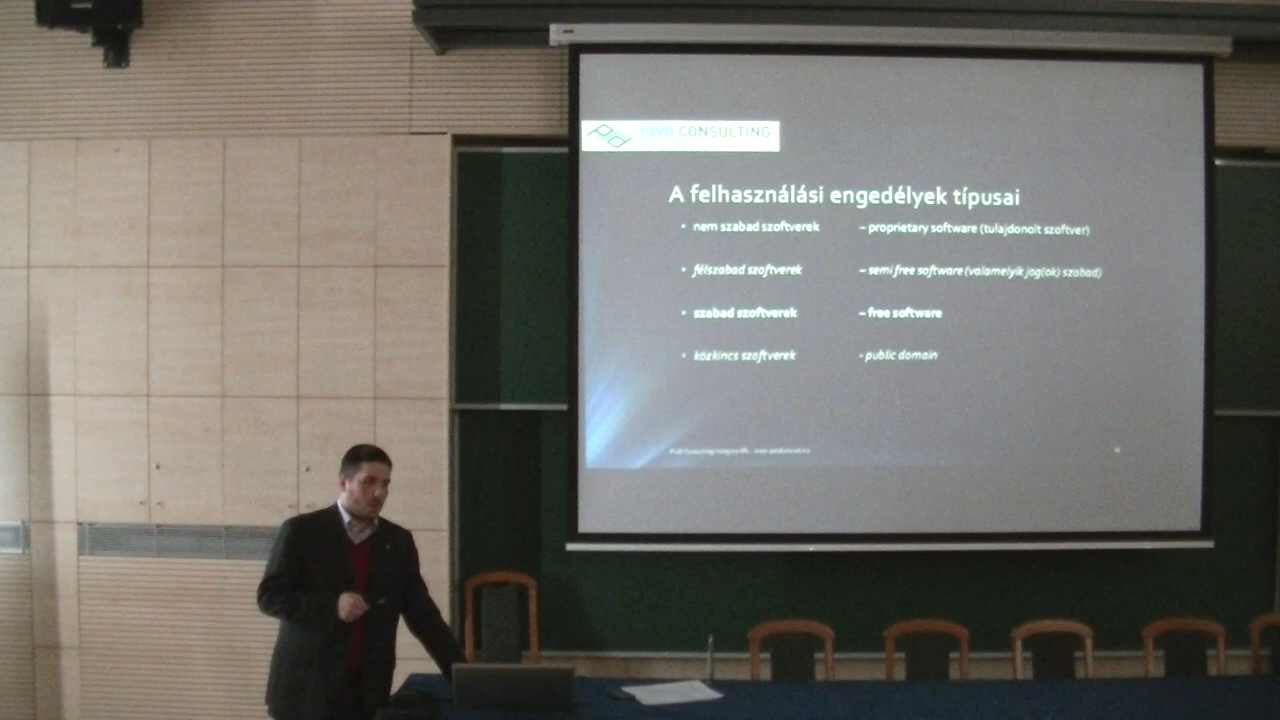 PWD CONSULTING
A felhasználási engedélyek típusai
• nem szabad szoftverek – proprietary software (tulajdonolt szoftver)
• félszabad szoftverek – semi free software (valamelyik jog(ok) szabad)
• szabad szoftverek – free software
• közkincs szoftverek - public domain